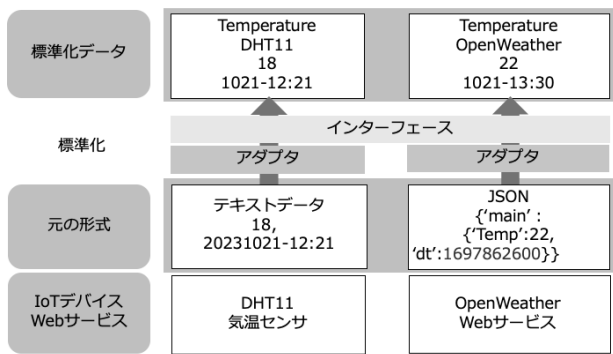 標準化データ
Temperature
DHT11
18
1021-12:21
Temperature
OpenWeather
22
1021-13:30
標準化
インターフェース
アダプタ
アダプタ
元の形式
テキストデータ
18,
20231021-12:21
JSON
{‘main’ :
{‘Temp’:22,
‘dt’:1697862600}}
IoTデバイス
Webサービス
DHT11
気温センサ
OpenWeather
Webサービス